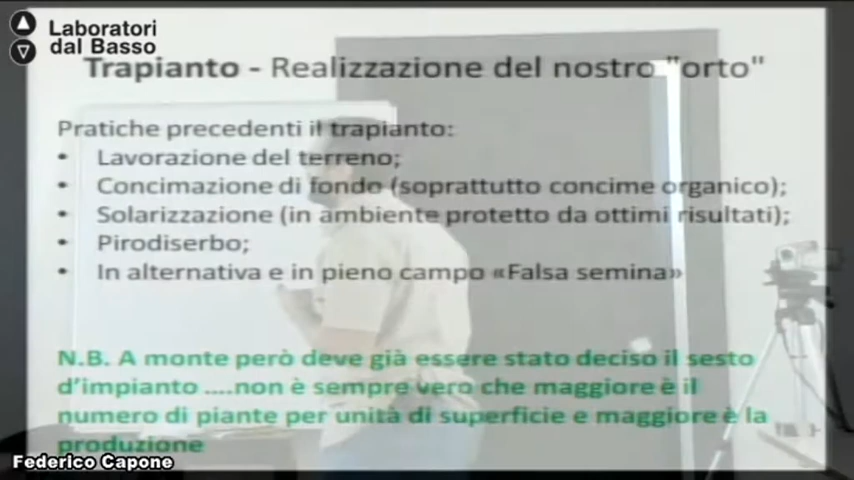 Laboratori
dal Basso
Trapianto - Realizzazione del nostro "orto"
Pratiche precedenti il trapianto:
• Lavorazione del terreno;
• Concimazione di fondo (soprattutto concime organico);
• Solarizzazione (in ambiente protetto da ottimi risultati);
• Pirodiserbo;
• In alternativa e in pieno campo «Falsa semina»
N.B. A monte però deve già essere stato deciso il sesto
d'impianto ....non è sempre vero che maggiore è il
numero di piante per unità di superficie e maggiore è la
produzione
Federico Capone